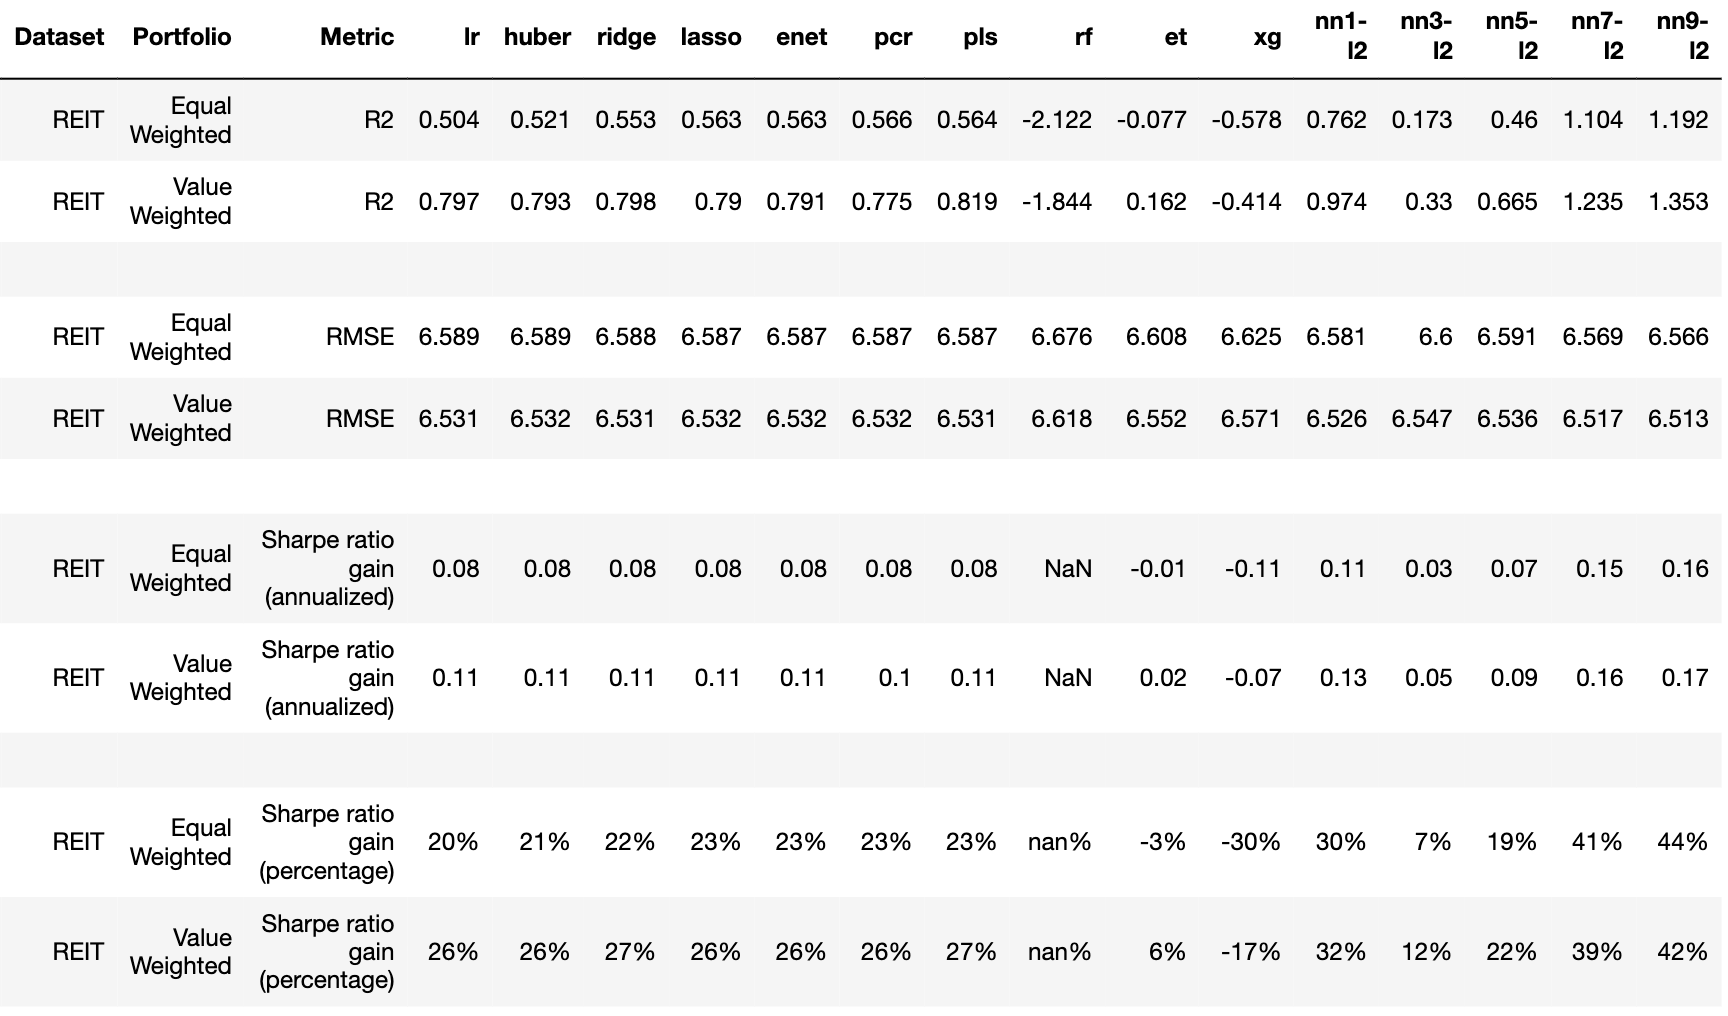 Dataset Portfolio Metric lr huber ridge lasso enet pcr pls rf et xg nn1-l2 nn3-l2 nn5-l2 nn7-l2 nn9-l2
REIT Equal Weighted R2 0.504 0.521 0.553 0.563 0.563 0.566 0.564 -2.122 -0.077 -0.578 0.762 0.173 0.46 1.104 1.192
REIT Value Weighted R2 0.797 0.793 0.798 0.79 0.791 0.775 0.819 -1.844 0.162 -0.414 0.974 0.33 0.665 1.235 1.353
REIT Equal Weighted RMSE 6.589 6.589 6.588 6.587 6.587 6.587 6.587 6.676 6.608 6.625 6.581 6.6 6.591 6.569 6.566
REIT Value Weighted RMSE 6.531 6.532 6.531 6.532 6.532 6.532 6.531 6.618 6.552 6.571 6.526 6.547 6.536 6.517 6.513
REIT Equal Weighted Sharpe ratio gain (annualized) 0.08 0.08 0.08 0.08 0.08 0.08 0.08 NaN -0.01 -0.11 0.11 0.03 0.07 0.15 0.16
REIT Value Weighted Sharpe ratio gain (annualized) 0.11 0.11 0.11 0.11 0.11 0.1 0.11 NaN 0.02 -0.07 0.13 0.05 0.09 0.16 0.17
REIT Equal Weighted Sharpe ratio gain (percentage) 20% 21% 22% 23% 23% 23% 23% nan% -3% -30% 30% 7% 19% 41% 44%
REIT Value Weighted Sharpe ratio gain (percentage) 26% 26% 27% 26% 26% 26% 27% nan% 6% -17% 32% 12% 22% 39% 42%